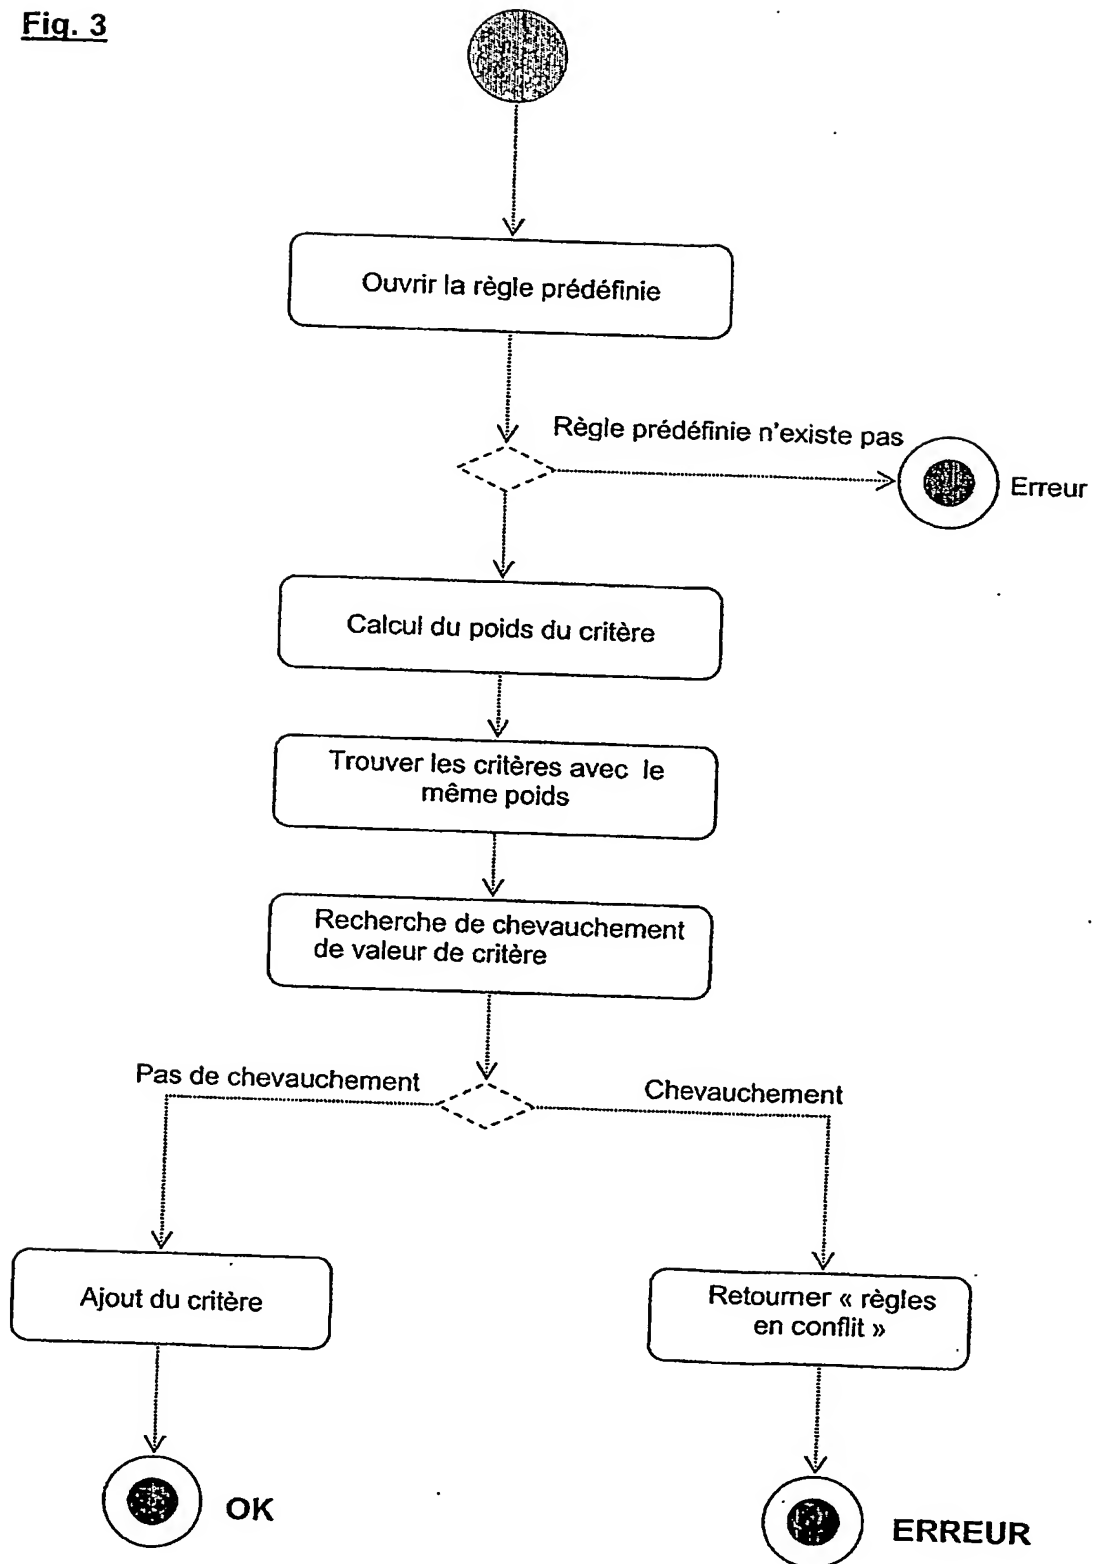 Fig. 3
Ouvrir la règle prédéfinie
Règle prédéfinie n'existe pas
Erreur
Calcul du poids du critère
Trouver les critères avec le
même poids
Recherche de chevauchement
de valeur de critère
Pas de chevauchement
Chevauchement
Ajout du critère
Retourner « règles
en conflit »
OK
ERREUR